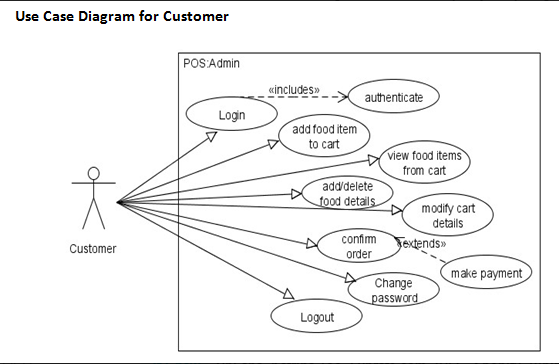 Use Case Diagram for Customer
POS:Admin
«includes»
authenticate
Login
add food item
to cart
view food items
from cart
add/delete
food details
modify cart
details
confirm
order
«extends»
make payment
Change
password
Logout
Customer